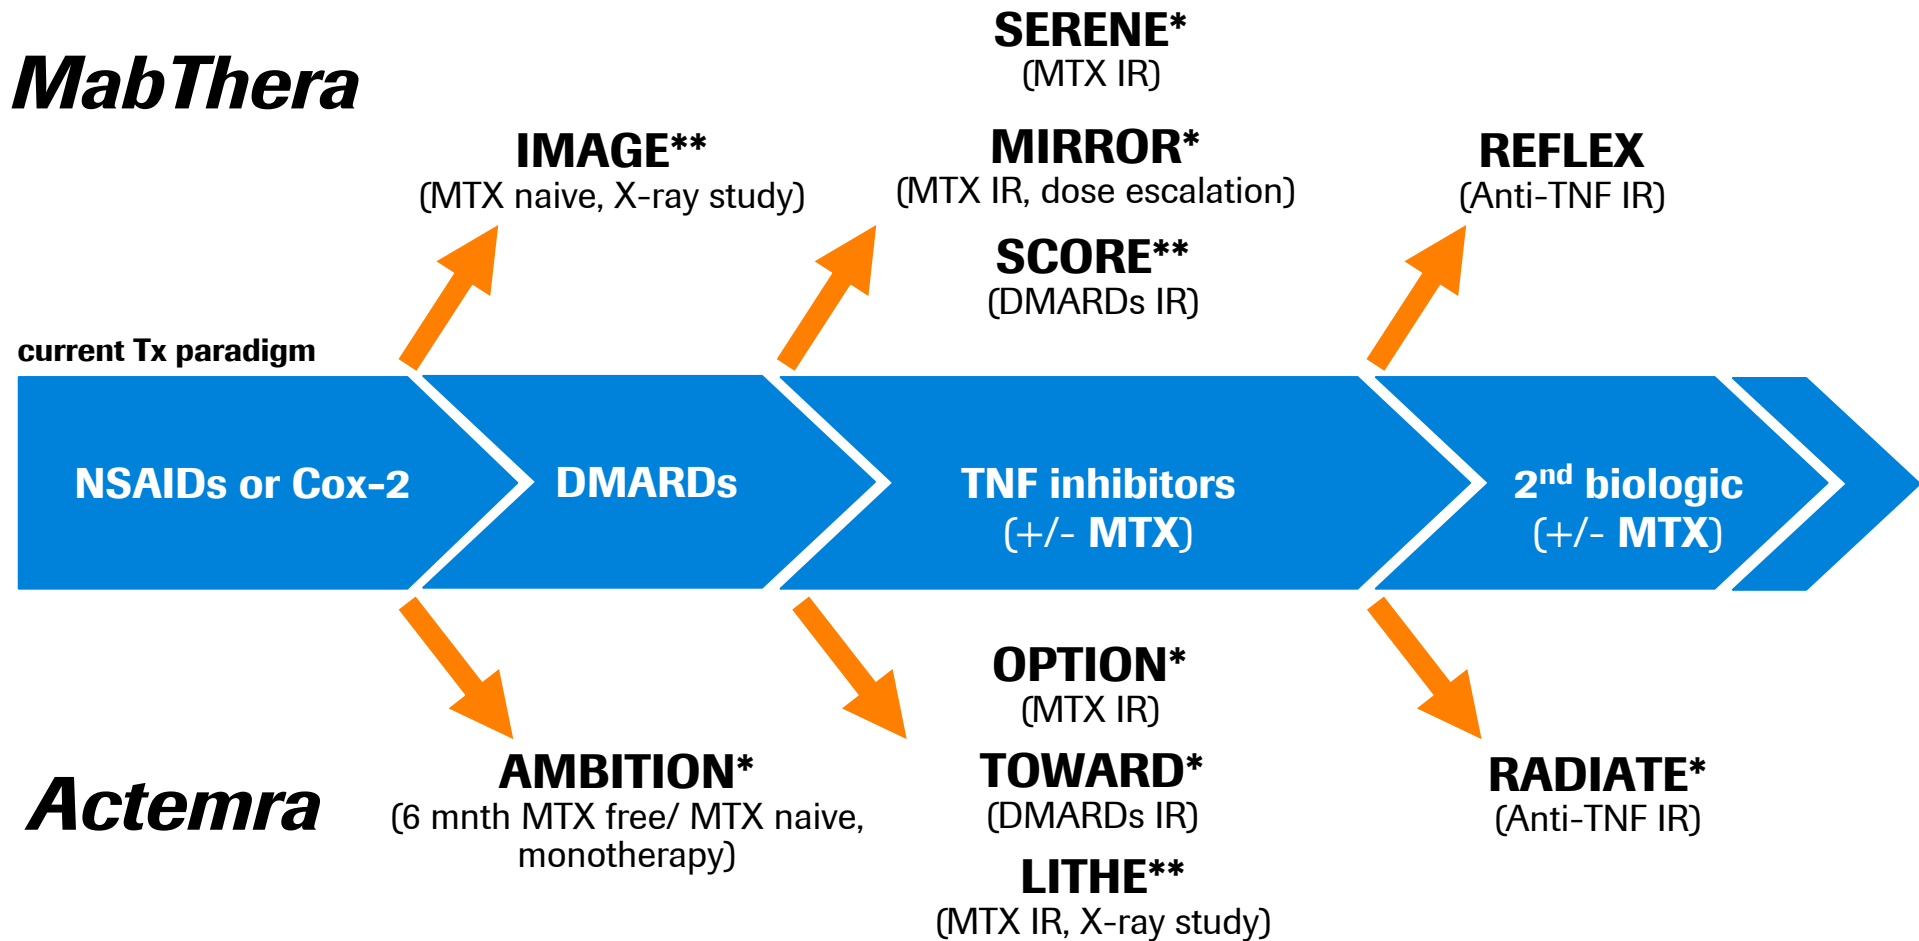 MabThera
SERENE*
(MTX IR)
IMAGE**
(MTX naive, X-ray study)
MIRROR*
(MTX IR, dose escalation)
SCORE**
(DMARDs IR)
REFLEX
(Anti-TNF IR)
current Tx paradigm
NSAIDs or Cox-2
DMARDs
TNF inhibitors
(+/- MTX)
2nd biologic
(+/- MTX)
Actemra
AMBITION*
(6 mnth MTX free/ MTX naive,
monotherapy)
OPTION*
(MTX IR)
TOWARD*
(DMARDs IR)
LITHE**
(MTX IR, X-ray study)
RADIATE*
(Anti-TNF IR)